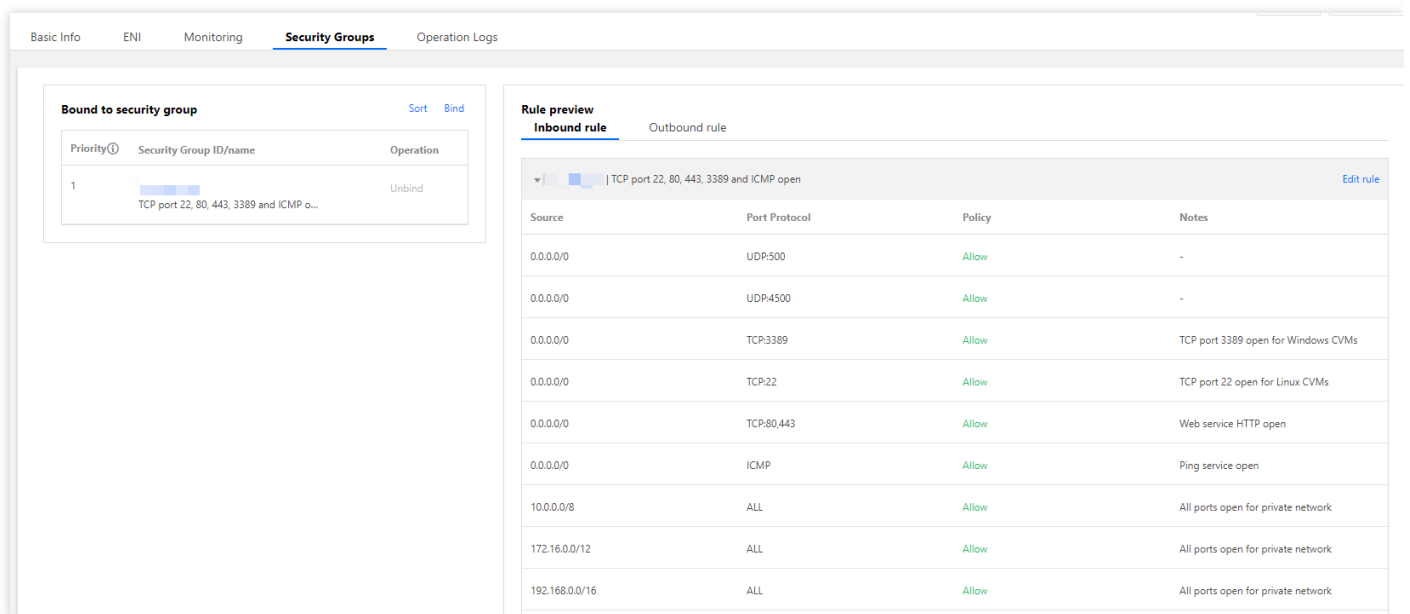 Basic Info ENI Monitoring Security Groups Operation Logs
Bound to security group Sort Bind
Priority Security Group ID/name Operation
1 Unbind
TCP port 22, 80, 443, 3389 and ICMP o...
Rule preview
Inbound rule Outbound rule
| TCP port 22, 80, 443, 3389 and ICMP open Edit rule
Source Port Protocol Policy Notes
0.0.0.0/0 UDP:500 Allow -
0.0.0.0/0 UDP:4500 Allow -
0.0.0.0/0 TCP:3389 Allow TCP port 3389 open for Windows CVMs
0.0.0.0/0 TCP:22 Allow TCP port 22 open for Linux CVMs
0.0.0.0/0 TCP:80,443 Allow Web service HTTP open
0.0.0.0/0 ICMP Allow Ping service open
10.0.0.0/8 ALL Allow All ports open for private network
172.16.0.0/12 ALL Allow All ports open for private network
192.168.0.0/16 ALL Allow All ports open for private network